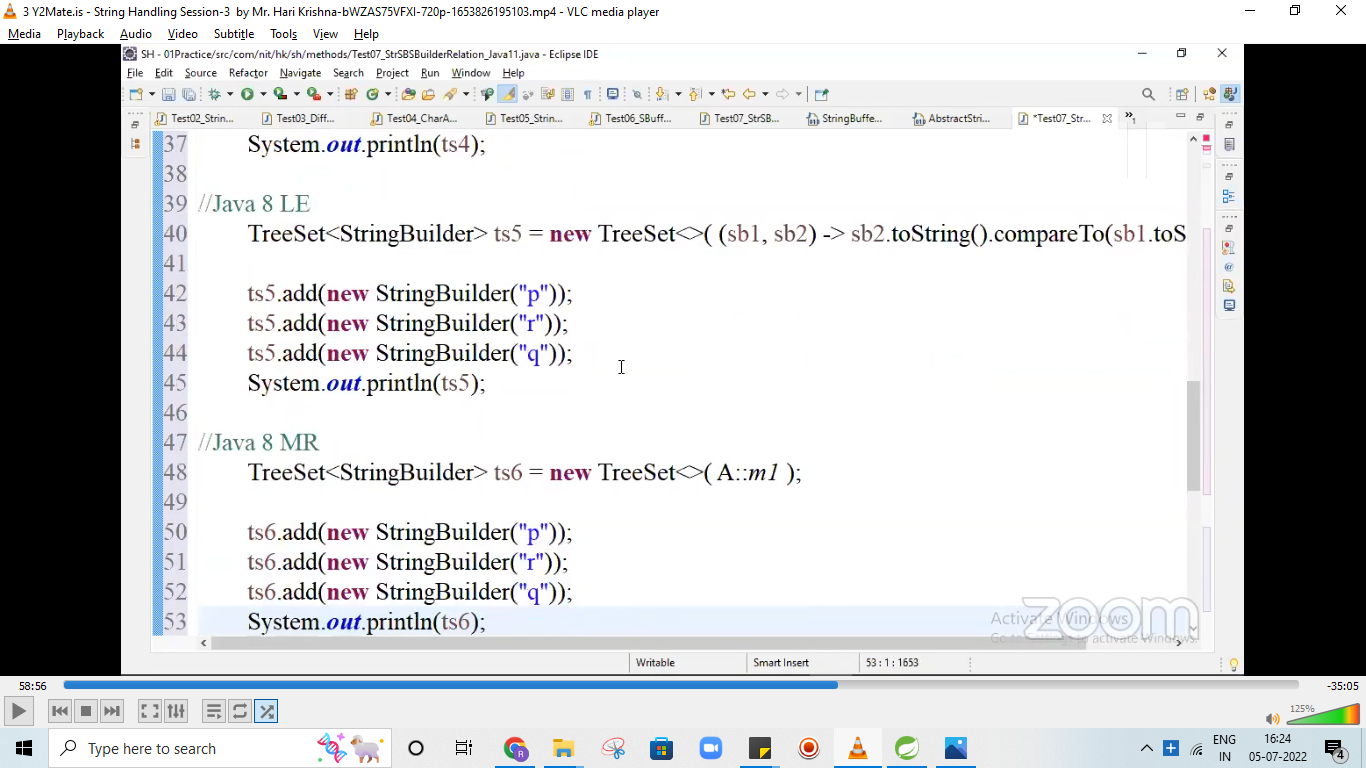 3 Y2Mate.is - String Handling Session-3 by Mr. Hari Krishna-bWZAS75VFXI-720p-1653826195103.mp4 - VLC media player
Media Playback Audio Video Subtitle Tools View Help
SH - 01Practice/src/com/nit/hk/sh/methods/Test07_StrSBSBuilderRelation_Java11.java - Eclipse IDE
File Edit Source Refactor Navigate Search Project Run Window Help
Test02_Strin... Test03_Diff... Test04_CharA... Test05_Strin... Test06_SBuff... Test07_StrSB... StringBuffe... AbstractStri... *Test07_Str... »1
37 System.out.println(ts4);
38
39 //Java 8 LE
40 TreeSet<StringBuilder> ts5 = new TreeSet<>( (sb1, sb2) -> sb2.toString().compareTo(sb1.toS
41
42 ts5.add(new StringBuilder("p"));
43 ts5.add(new StringBuilder("r"));
44 ts5.add(new StringBuilder("q"));
45 System.out.println(ts5);
46
47 //Java 8 MR
48 TreeSet<StringBuilder> ts6 = new TreeSet<>( A::m1 );
49
50 ts6.add(new StringBuilder("p"));
51 ts6.add(new StringBuilder("r"));
52 ts6.add(new StringBuilder("q"));
53 System.out.println(ts6);
zoom
Activate Windows
Go to Settings to activate Windows.
Writable Smart Insert 53 : 1 : 1653
58:56 -35:05
125%
Type here to search
ENG 16:24
IN 05-07-2022 4